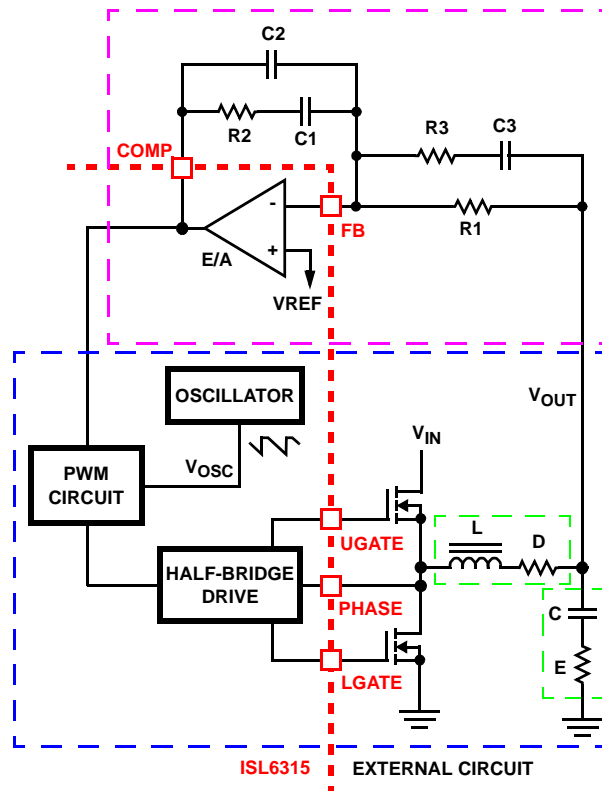 C2
R2
C1
COMP
R3
C3
-
+
E/A
FB
R1
VREF
OSCILLATOR
VOSC
PWM
CIRCUIT
VOUT
VIN
UGATE
L
D
HALF-BRIDGE
DRIVE
PHASE
C
E
LGATE
ISL6315
EXTERNAL CIRCUIT